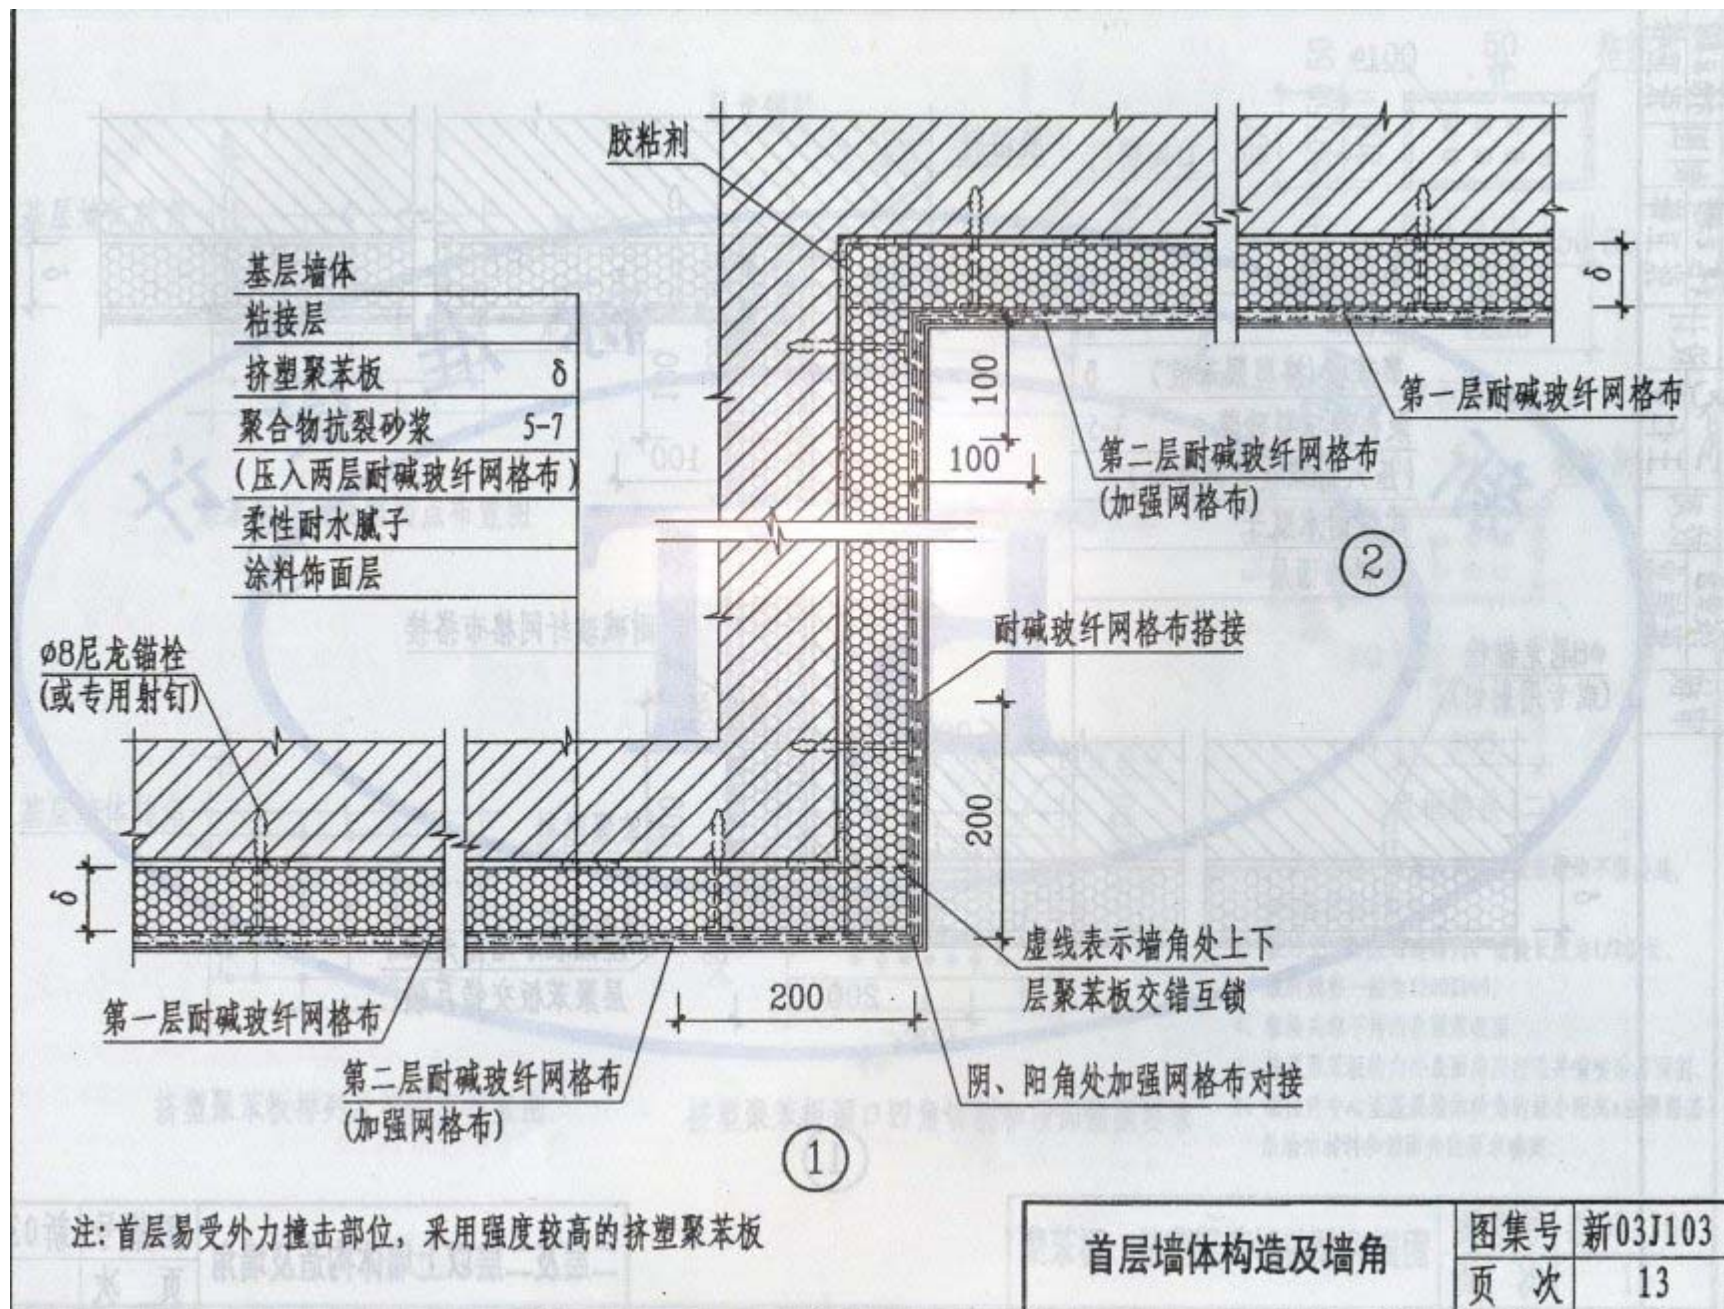 胶粘剂
基层墙体
粘接层
挤塑聚苯板 δ
聚合物抗裂砂浆 5-7
(压入两层耐碱玻纤网格布)
柔性耐水腻子
涂料饰面层
δ
第一层耐碱玻纤网格布
100
100
第二层耐碱玻纤网格布
(加强网格布)
2
耐碱玻纤网格布搭接
ø8尼龙锚栓
(或专用射钉)
200
δ
虚线表示墙角处上下
层聚苯板交错互锁
200
第一层耐碱玻纤网格布
第二层耐碱玻纤网格布
(加强网格布)
阴、阳角处加强网格布对接
1
注:首层易受外力撞击部位,采用强度较高的挤塑聚苯板
首层墙体构造及墙角
图集号 新03J103
页次 13